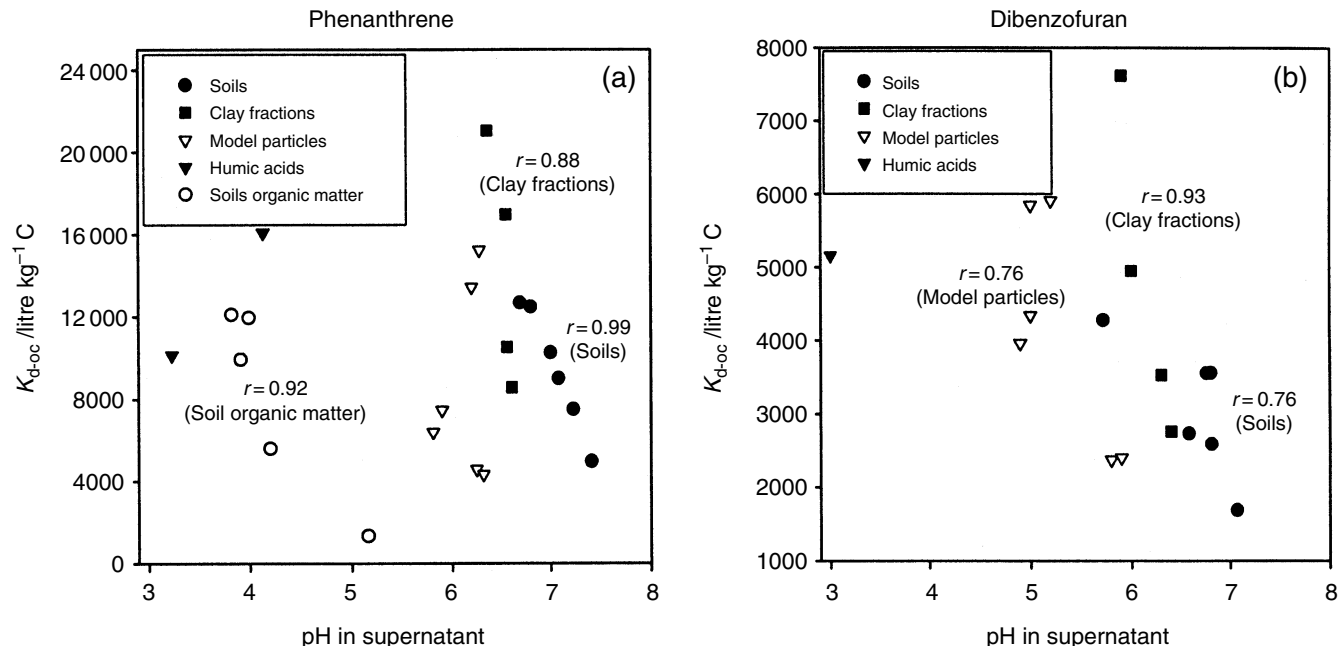 Phenanthrene
(a)
Soils
Clay fractions
Model particles
Humic acids
Soils organic matter
r = 0.88
(Clay fractions)
r = 0.99
(Soils)
r = 0.92
(Soil organic matter)
24 000
20 000
16 000
12 000
8000
4000
0
K d-oc /litre kg⁻¹ C
3 4 5 6 7 8
pH in supernatant
Dibenzofuran
(b)
Soils
Clay fractions
Model particles
Humic acids
r = 0.93
(Clay fractions)
r = 0.76
(Model particles)
r = 0.76
(Soils)
8000
7000
6000
5000
4000
3000
2000
1000
K d-oc /litre kg⁻¹ C
3 4 5 6 7 8
pH in supernatant